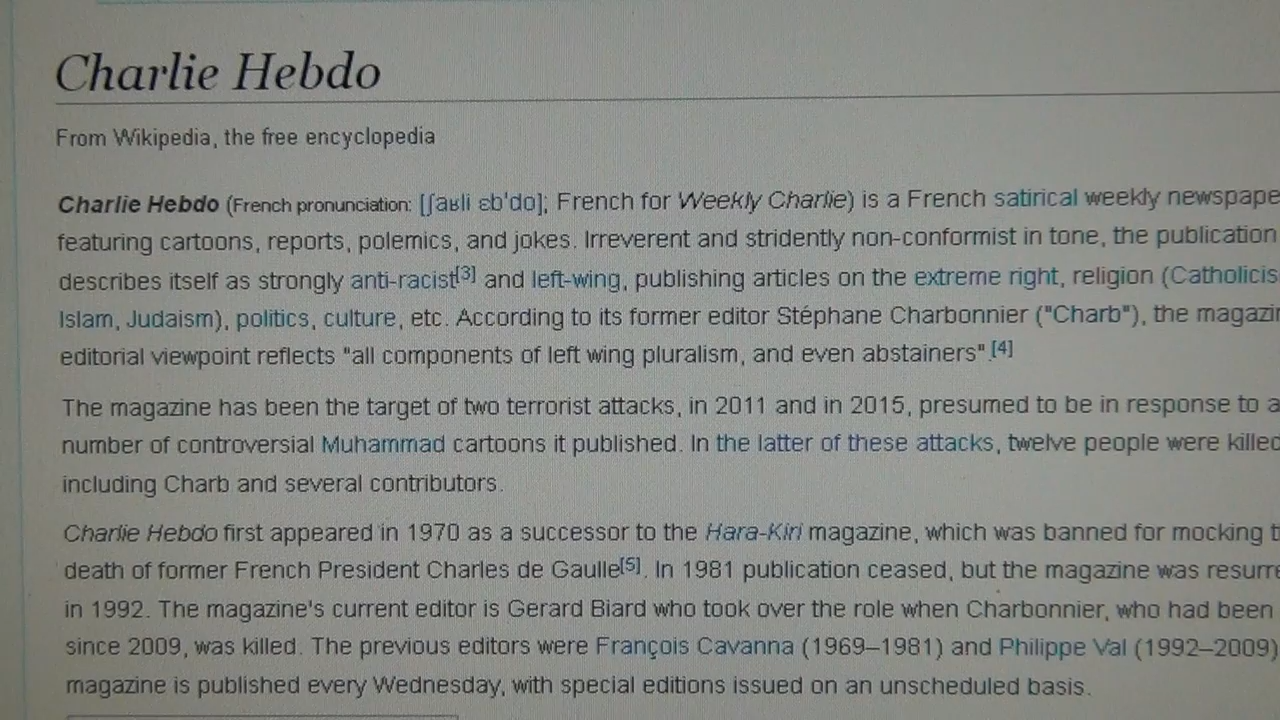 Charlie Hebdo
From Wikipedia, the free encyclopedia
Charlie Hebdo (French pronunciation: [ʃaʁli ɛb'do]; French for Weekly Charlie) is a French satirical weekly newspape
featuring cartoons, reports, polemics, and jokes. Irreverent and stridently non-conformist in tone, the publication
describes itself as strongly anti-racist[3] and left-wing, publishing articles on the extreme right, religion (Catholicis
Islam, Judaism), politics, culture, etc. According to its former editor Stéphane Charbonnier ("Charb"), the magazin
editorial viewpoint reflects "all components of left wing pluralism, and even abstainers".[4]
The magazine has been the target of two terrorist attacks, in 2011 and in 2015, presumed to be in response to a
number of controversial Muhammad cartoons it published. In the latter of these attacks, twelve people were killed
including Charb and several contributors.
Charlie Hebdo first appeared in 1970 as a successor to the Hara-Kiri magazine, which was banned for mocking t
death of former French President Charles de Gaulle[5]. In 1981 publication ceased, but the magazine was resurre
in 1992. The magazine's current editor is Gerard Biard who took over the role when Charbonnier, who had been
since 2009, was killed. The previous editors were François Cavanna (1969–1981) and Philippe Val (1992–2009)
magazine is published every Wednesday, with special editions issued on an unscheduled basis.